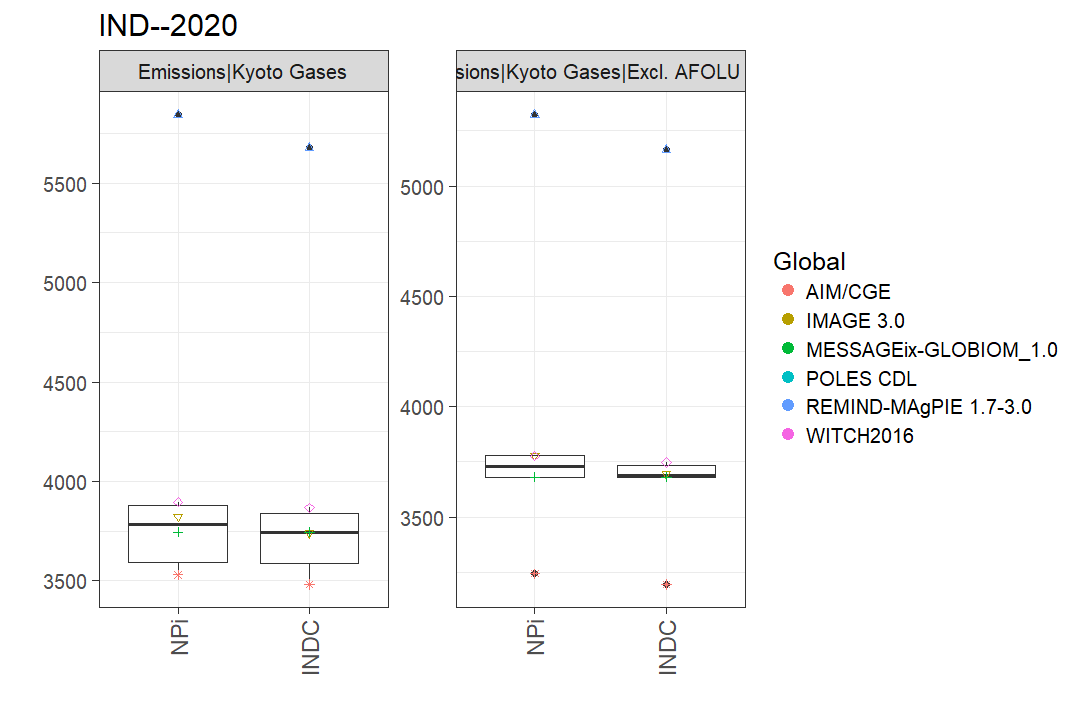 IND--2020
Emissions|Kyoto Gases
sions|Kyoto Gases|Excl. AFOLU
5500
5000
4500
4000
3500
5000
4500
4000
3500
NPi
INDC
NPi
INDC
Global
AIM/CGE
IMAGE 3.0
MESSAGEix-GLOBIOM_1.0
POLES CDL
REMIND-MAgPIE 1.7-3.0
WITCH2016